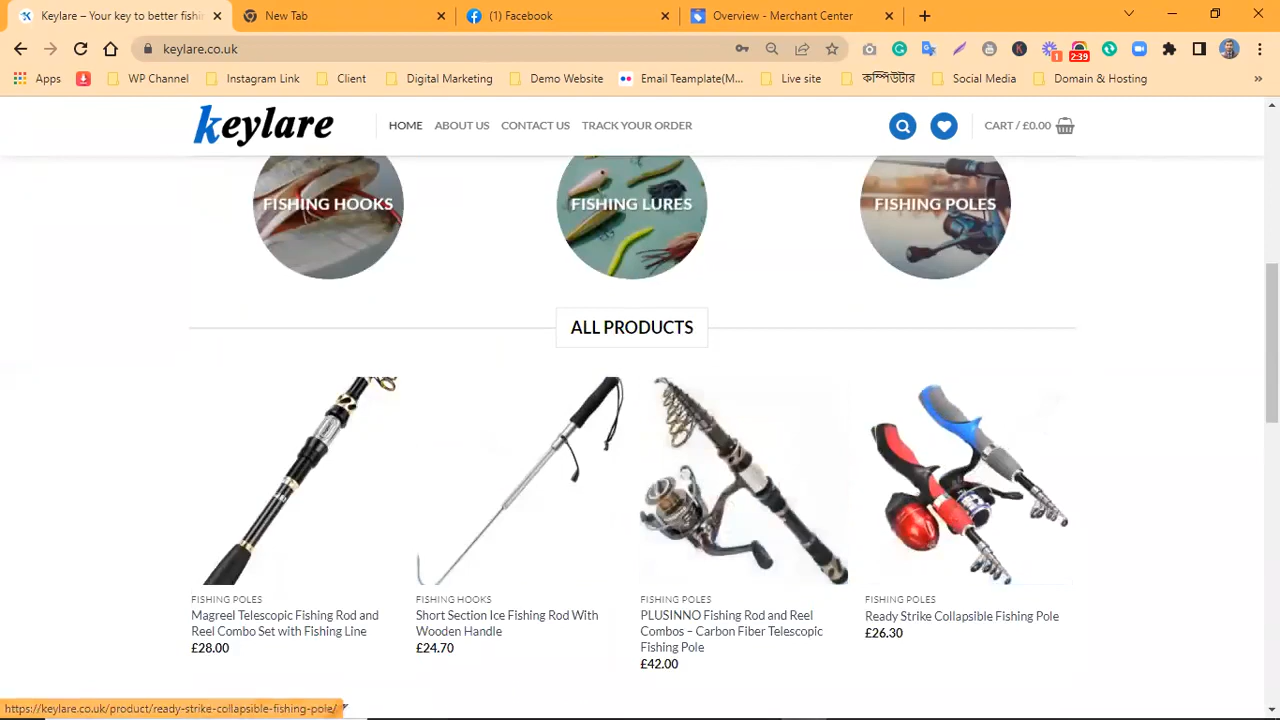 Keylare – Your key to better fishin
New Tab
(1) Facebook
Overview - Merchant Center
keylare.co.uk
1
2:39
Apps
WP Channel
Instagram Link
Client
Digital Marketing
Demo Website
Email Teamplate(M...
Live site
কম্পিউটার
Social Media
Domain & Hosting
»
keylare
HOME
ABOUT US
CONTACT US
TRACK YOUR ORDER
CART / £0.00
FISHING HOOKS
FISHING LURES
FISHING POLES
ALL PRODUCTS
FISHING POLES
Magreel Telescopic Fishing Rod and
Reel Combo Set with Fishing Line
£28.00
FISHING HOOKS
Short Section Ice Fishing Rod With
Wooden Handle
£24.70
FISHING POLES
PLUSINNO Fishing Rod and Reel
Combos – Carbon Fiber Telescopic
Fishing Pole
£42.00
FISHING POLES
Ready Strike Collapsible Fishing Pole
£26.30
https://keylare.co.uk/product/ready-strike-collapsible-fishing-pole/